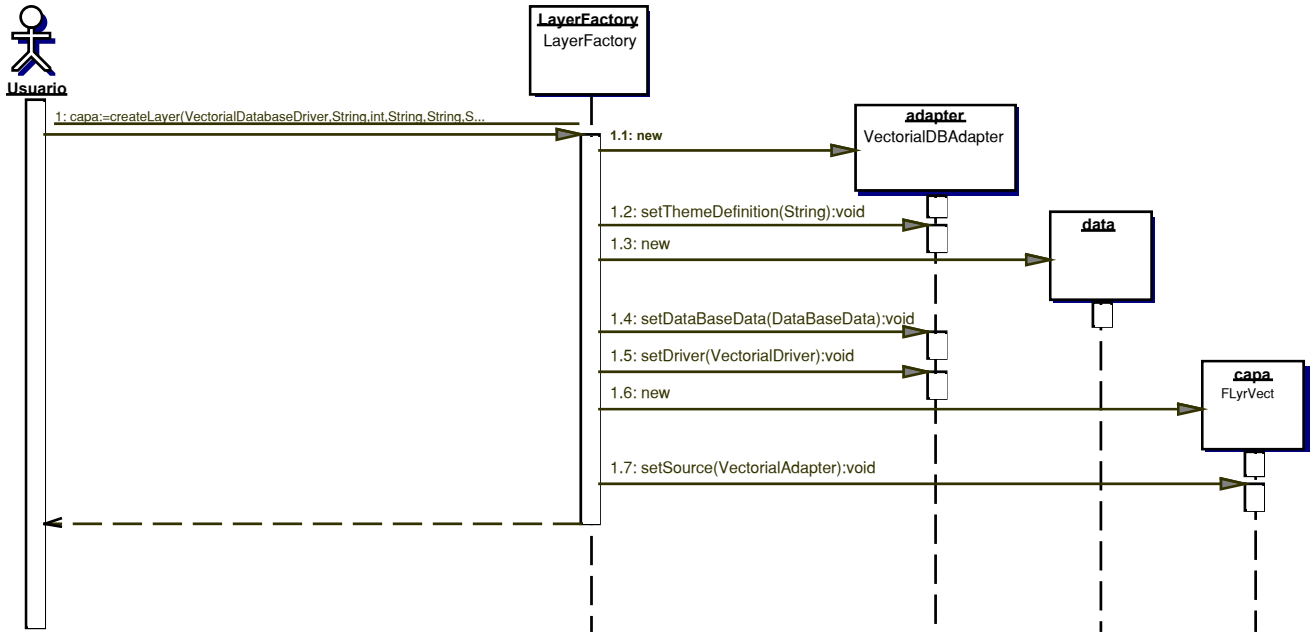 LayerFactory
LayerFactory
Usuario
1: capa:=createLayer(VectorialDatabaseDriver,String,int,String,String,S...
adapter
VectorialDBAdapter
1.1: new
1.2: setThemeDefinition(String):void
data
1.3: new
1.4: setDataBaseData(DataBaseData):void
1.5: setDriver(VectorialDriver):void
capa
FLyrVect
1.6: new
1.7: setSource(VectorialAdapter):void